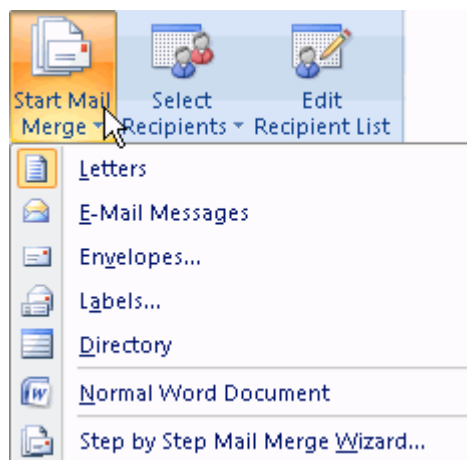 Start Mail Select Edit
Merge Recipients Recipient List
Letters
E-Mail Messages
Envelopes...
Labels...
Directory
Normal Word Document
Step by Step Mail Merge Wizard...